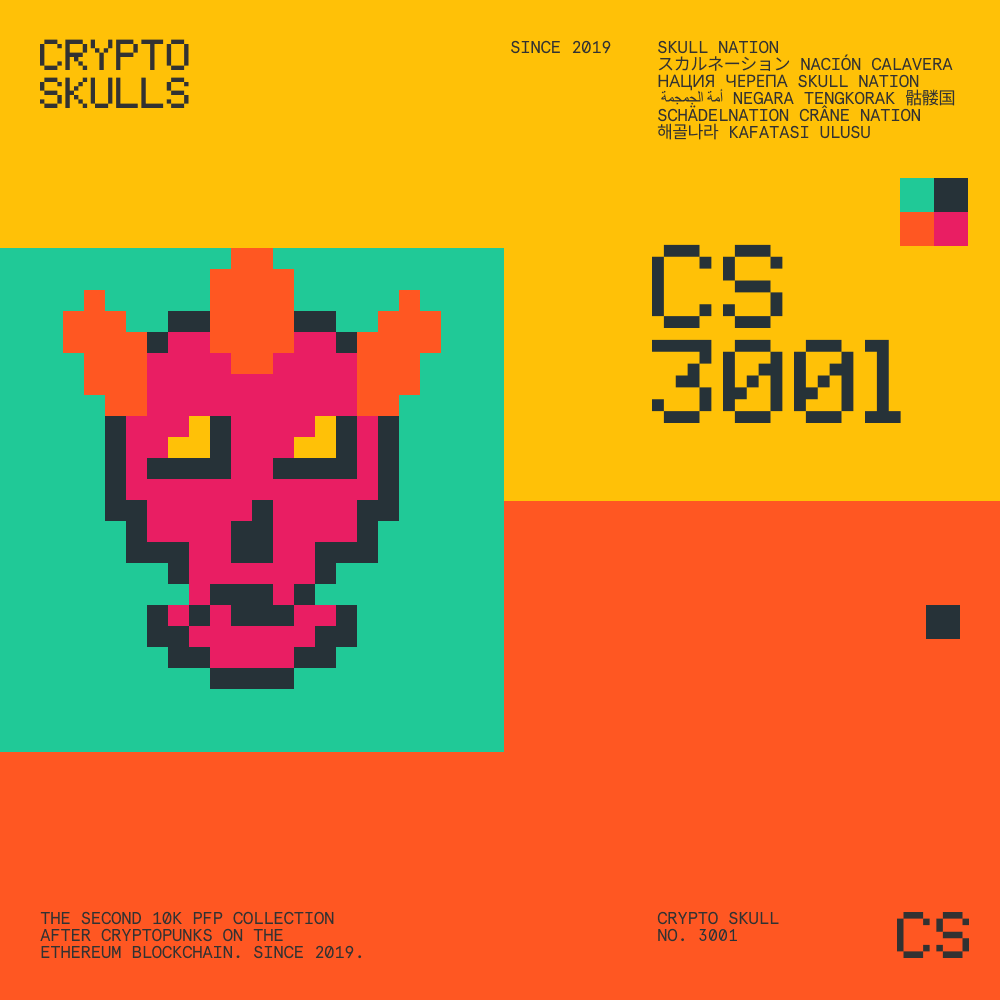 CRYPTO
SKULLS
SINCE 2019
SKULL NATION
スカルネーション NACIÓN CALAVERA
НАЦИЯ ЧЕРЕПА SKULL NATION
أمة الجمجمة NEGARA TENGKORAK 骷髅国
SCHÄDELNATION CRÂNE NATION
해골나라 KAFATASI ULUSU
CS
3001
THE SECOND 10K PFP COLLECTION
AFTER CRYPTOPUNKS ON THE
ETHEREUM BLOCKCHAIN. SINCE 2019.
CRYPTO SKULL
NO. 3001
CS